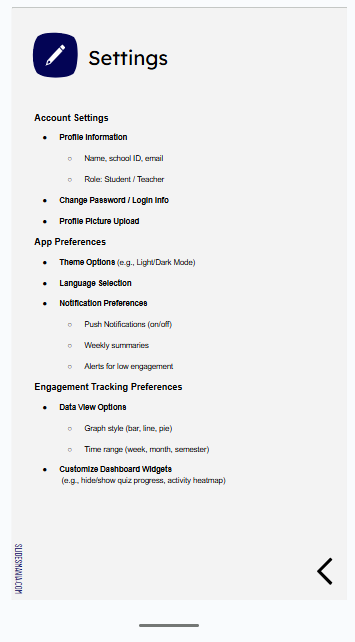 Settings
Account Settings
● Profile Information
○ Name, school ID, email
○ Role: Student / Teacher
● Change Password / Login Info
● Profile Picture Upload
App Preferences
● Theme Options (e.g., Light/Dark Mode)
● Language Selection
● Notification Preferences
○ Push Notifications (on/off)
○ Weekly summaries
○ Alerts for low engagement
Engagement Tracking Preferences
● Data View Options
○ Graph style (bar, line, pie)
○ Time range (week, month, semester)
● Customize Dashboard Widgets
(e.g., hide/show quiz progress, activity heatmap)
SLIDESMANIA.COM